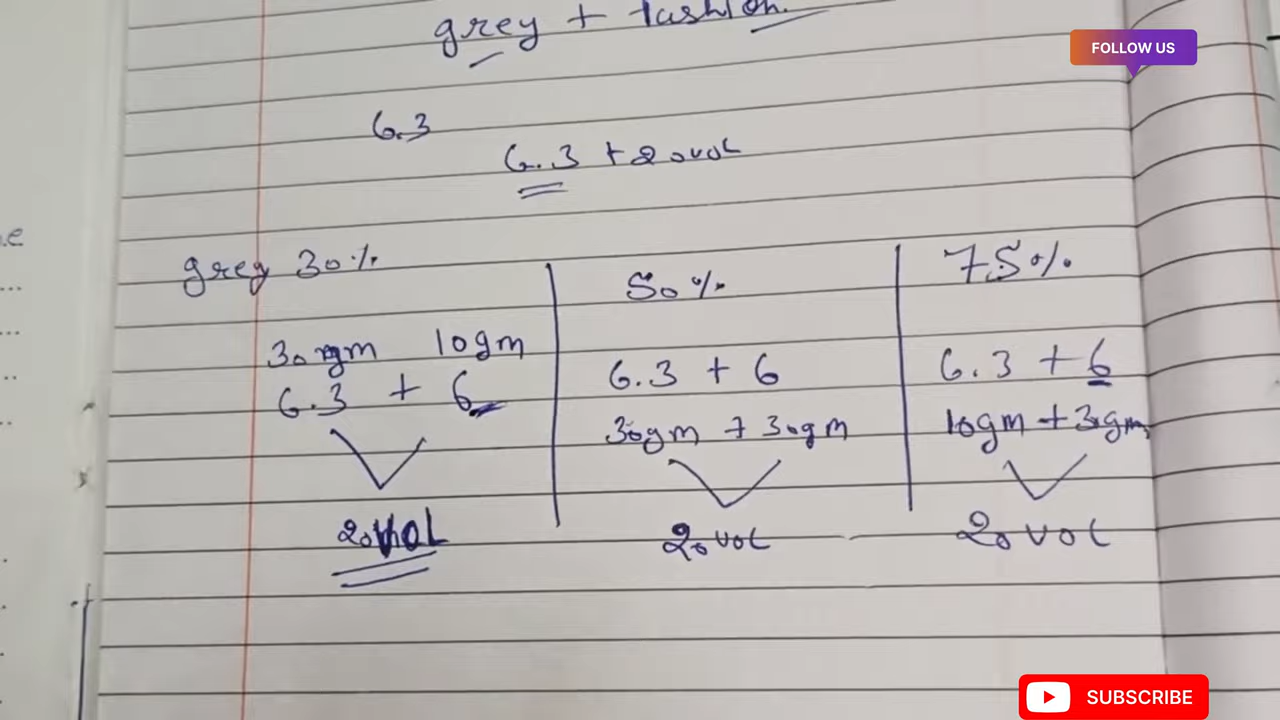 grey + fashion.
FOLLOW US
6.3
6.3 + 20vol
grey 30%
30gm 10gm
6.3 + 6
20vol
50%
6.3 + 6
30gm + 30gm
20vol
75%
6.3 + 6
10gm + 30gm
20vol
SUBSCRIBE